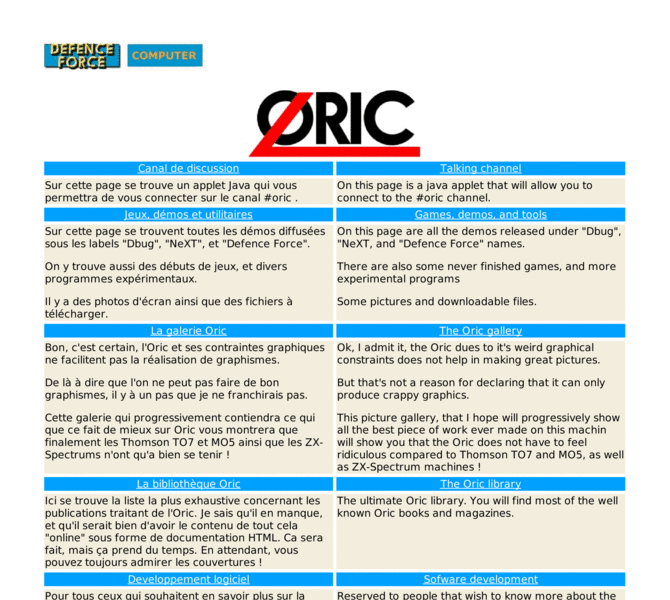 DEFENCE
FORCE
COMPUTER
ORIC
Canal de discussion
Sur cette page se trouve un applet Java qui vous
permettra de vous connecter sur le canal #oric .
Talking channel
On this page is a java applet that will allow you to
connect to the #oric channel.
Jeux, démos et utilitaires
Sur cette page se trouvent toutes les démos diffusées
sous les labels "Dbug", "NeXT", et "Defence Force".
On y trouve aussi des débuts de jeux, et divers
programmes expérimentaux.
Il y a des photos d'écran ainsi que des fichiers à
télécharger.
Games, demos, and tools
On this page are all the demos released under "Dbug",
"NeXT, and "Defence Force" names.
There are also some never finished games, and more
experimental programs
Some pictures and downloadable files.
La galerie Oric
Bon, c'est certain, l'Oric et ses contraintes graphiques
ne facilitent pas la réalisation de graphismes.
De là à dire que l'on ne peut pas faire de bon
graphismes, il y à un pas que je ne franchirais pas.
Cette galerie qui progressivement contiendra ce qui
que ce fait de mieux sur Oric vous montrera que
finalement les Thomson TO7 et MO5 ainsi que les ZX-
Spectrums n'ont qu'a bien se tenir !
The Oric gallery
Ok, I admit it, the Oric dues to it's weird graphical
constraints does not help in making great pictures.
But that's not a reason for declaring that it can only
produce crappy graphics.
This picture gallery, that I hope will progressively show
all the best piece of work ever made on this machin
will show you that the Oric does not have to feel
ridiculous compared to Thomson TO7 and MO5, as well
as ZX-Spectrum machines !
La bibliothèque Oric
Ici se trouve la liste la plus exhaustive concernant les
publications traitant de l'Oric. Je sais qu'il en manque,
et qu'il serait bien d'avoir le contenu de tout cela
"online" sous forme de documentation HTML. Ca sera
fait, mais ça prend du temps. En attendant, vous
pouvez toujours admirer les couvertures !
The Oric library
The ultimate Oric library. You will find most of the well
known Oric books and magazines.
Developpement logiciel
Pour tous ceux qui souhaitent en savoir plus sur la
Sofware development
Reserved to people that wish to know more about the